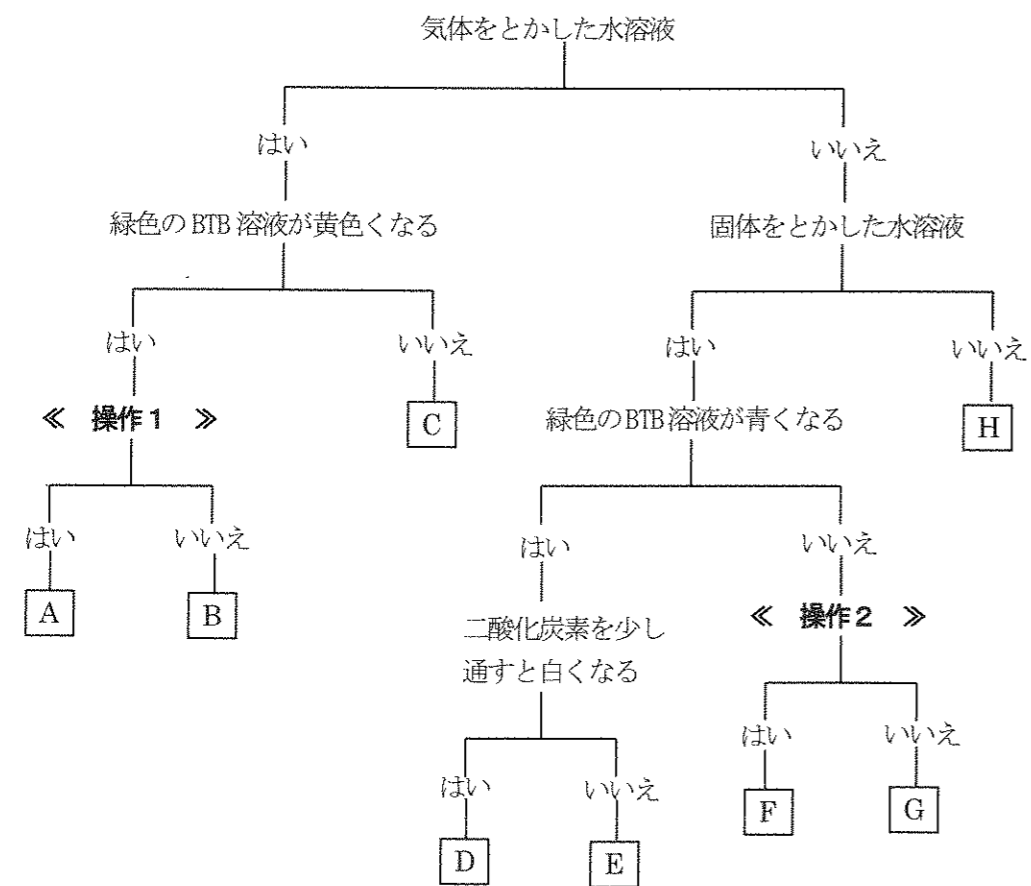 気体をとかした水溶液
はい
いいえ
緑色の BTB 溶液が黄色くなる
固体をとかした水溶液
はい
いいえ
はい
いいえ
≪ 操作1 ≫
C
緑色のBTB溶液が青くなる
H
はい
いいえ
はい
いいえ
A
B
二酸化炭素を少し
通すと白くなる
≪ 操作2 ≫
はい
いいえ
はい
いいえ
F
G
D
E